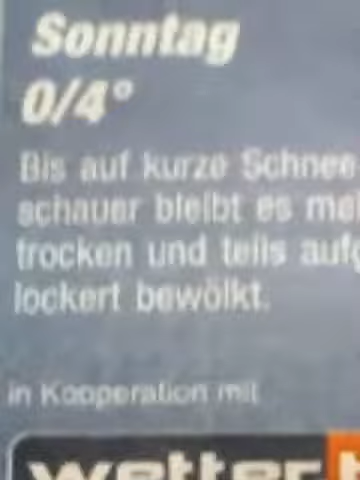 Sonntag
0/4°
Bis auf kurze Schnee-
schauer bleibt es mei
trocken und teils aufg
lockert bewölkt.
in Kooperation mit
wetter.